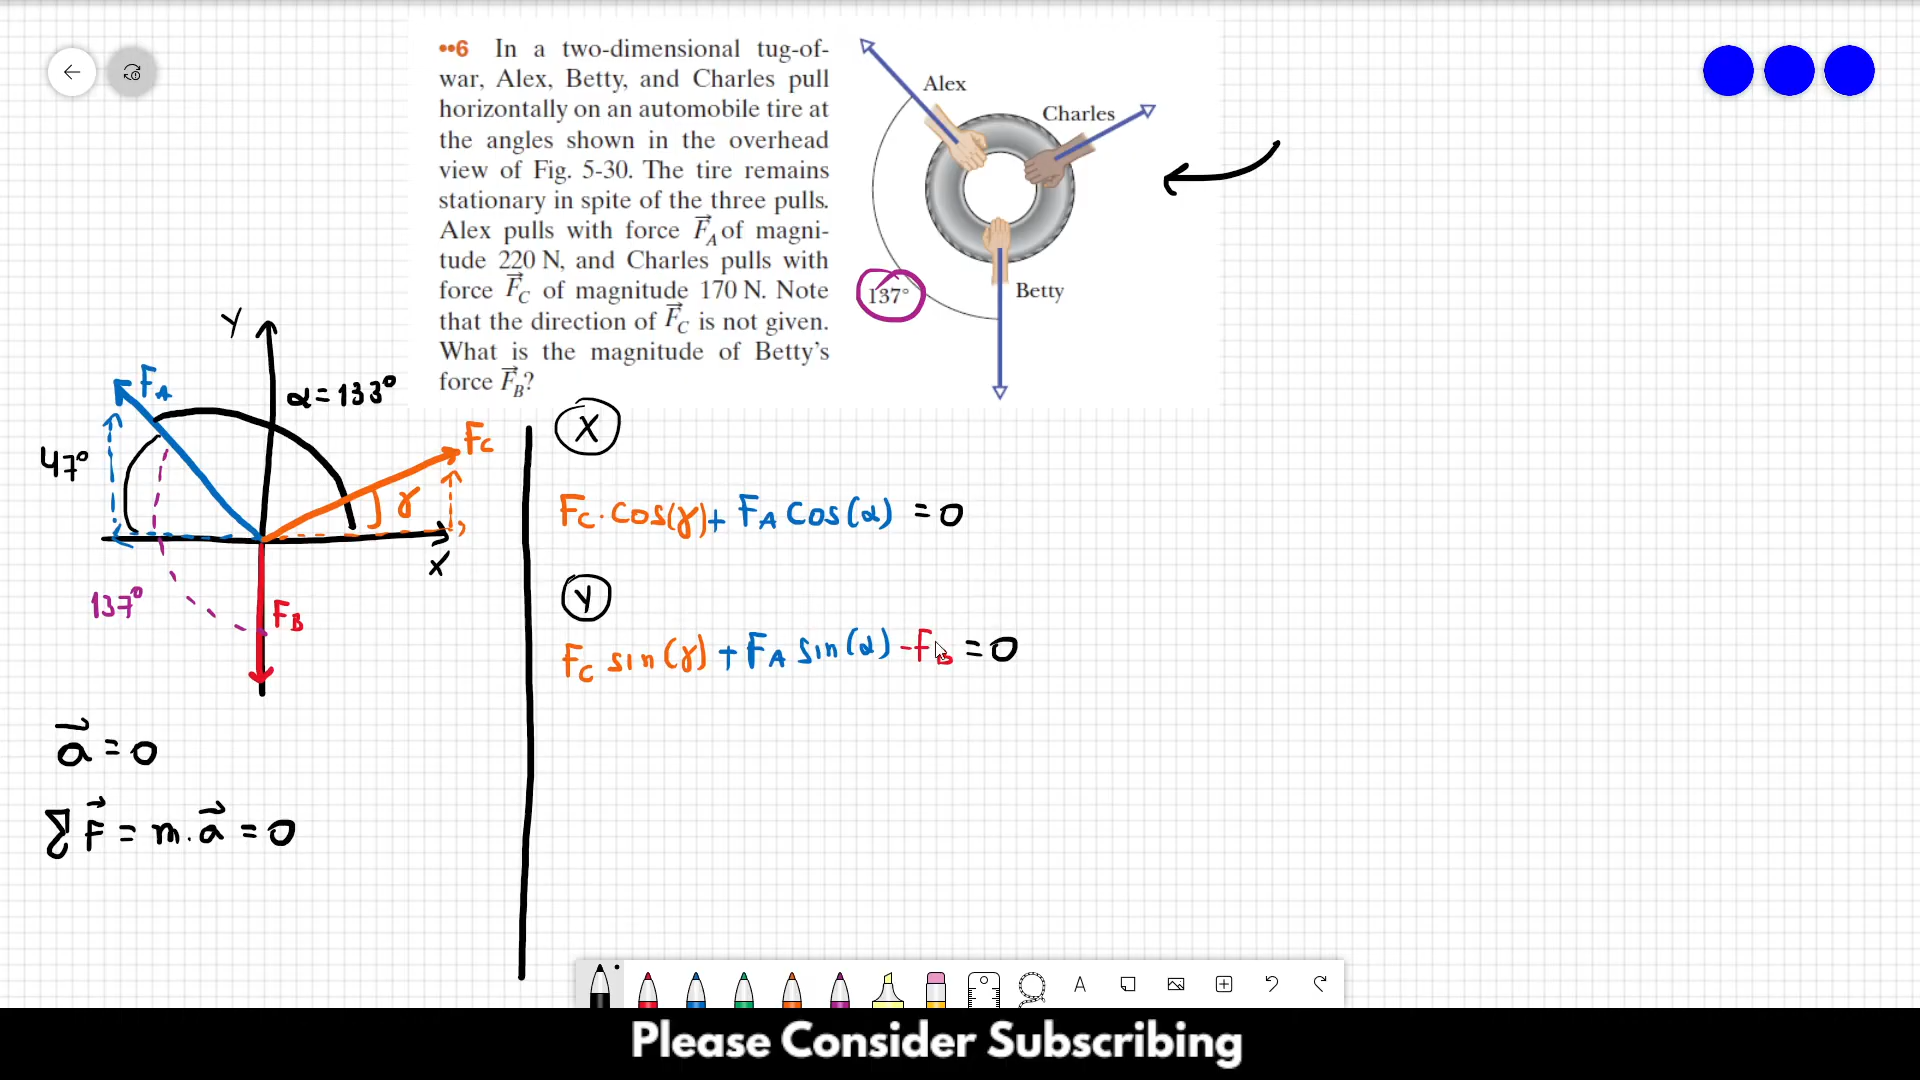 ••6 In a two-dimensional tug-of-
war, Alex, Betty, and Charles pull
horizontally on an automobile tire at
the angles shown in the overhead
view of Fig. 5-30. The tire remains
stationary in spite of the three pulls.
Alex pulls with force F⃗A of magni-
tude 220 N, and Charles pulls with
force F⃗C of magnitude 170 N. Note
that the direction of F⃗C is not given.
What is the magnitude of Betty's
force F⃗B?
Alex
Charles
137°
Betty
Y
FA
α = 133°
47°
FC
γ
X
137°
FB
a⃗ = 0
Σ F⃗ = m . a⃗ = 0
X
FC . cos(γ) + FA cos(α) = 0
Y
FC sin(γ) + FA sin(α) - FB = 0
A
Please Consider Subscribing